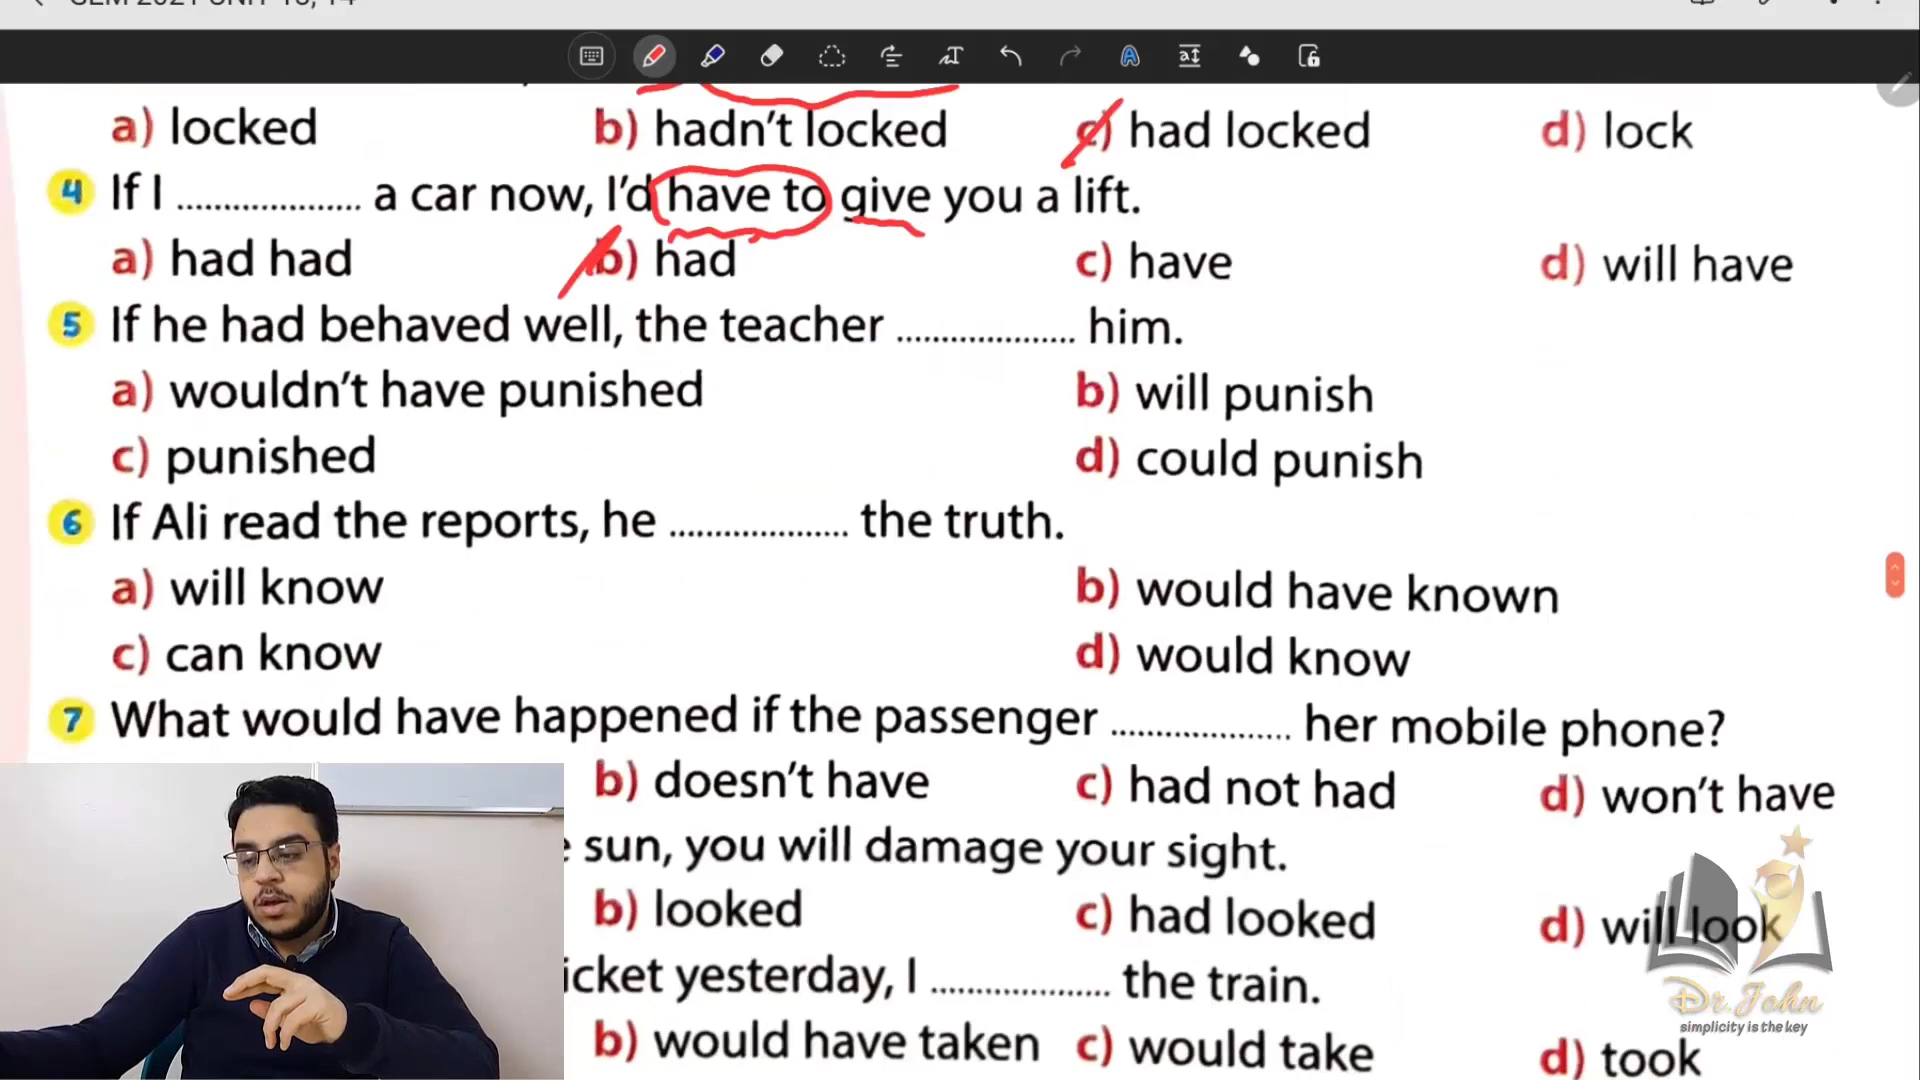 a) locked b) hadn't locked c) had locked d) lock
4 If I .................... a car now, I'd have to give you a lift.
a) had had b) had c) have d) will have
5 If he had behaved well, the teacher .................... him.
a) wouldn't have punished b) will punish
c) punished d) could punish
6 If Ali read the reports, he .................... the truth.
a) will know b) would have known
c) can know d) would know
7 What would have happened if the passenger .................... her mobile phone?
b) doesn't have c) had not had d) won't have
sun, you will damage your sight.
b) looked c) had looked d) will look
icket yesterday, I .................... the train.
b) would have taken c) would take d) took
Dr. John
simplicity is the key